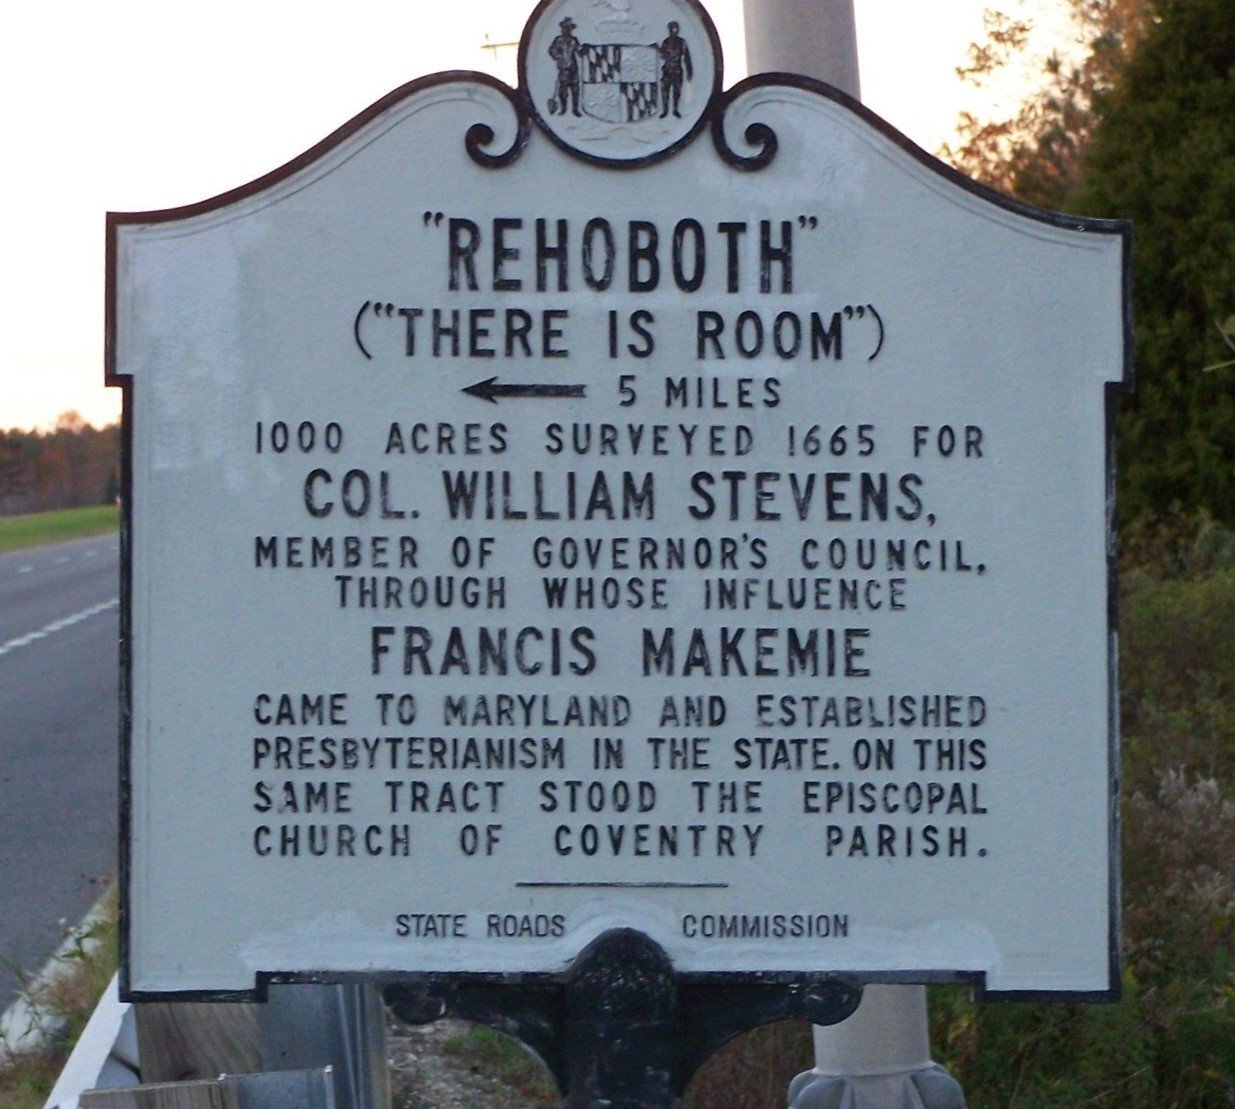 "REHOBOTH"
("THERE IS ROOM")
5 MILES
1000 ACRES SURVEYED 1665 FOR
COL. WILLIAM STEVENS,
MEMBER OF GOVERNOR'S COUNCIL,
THROUGH WHOSE INFLUENCE
FRANCIS MAKEMIE
CAME TO MARYLAND AND ESTABLISHED
PRESBYTERIANISM IN THE STATE. ON THIS
SAME TRACT STOOD THE EPISCOPAL
CHURCH OF COVENTRY PARISH.
STATE ROADS COMMISSION